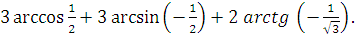 3 arccos 1/2 + 3 arcsin (−1/2) + 2 arctg (−1/√3).